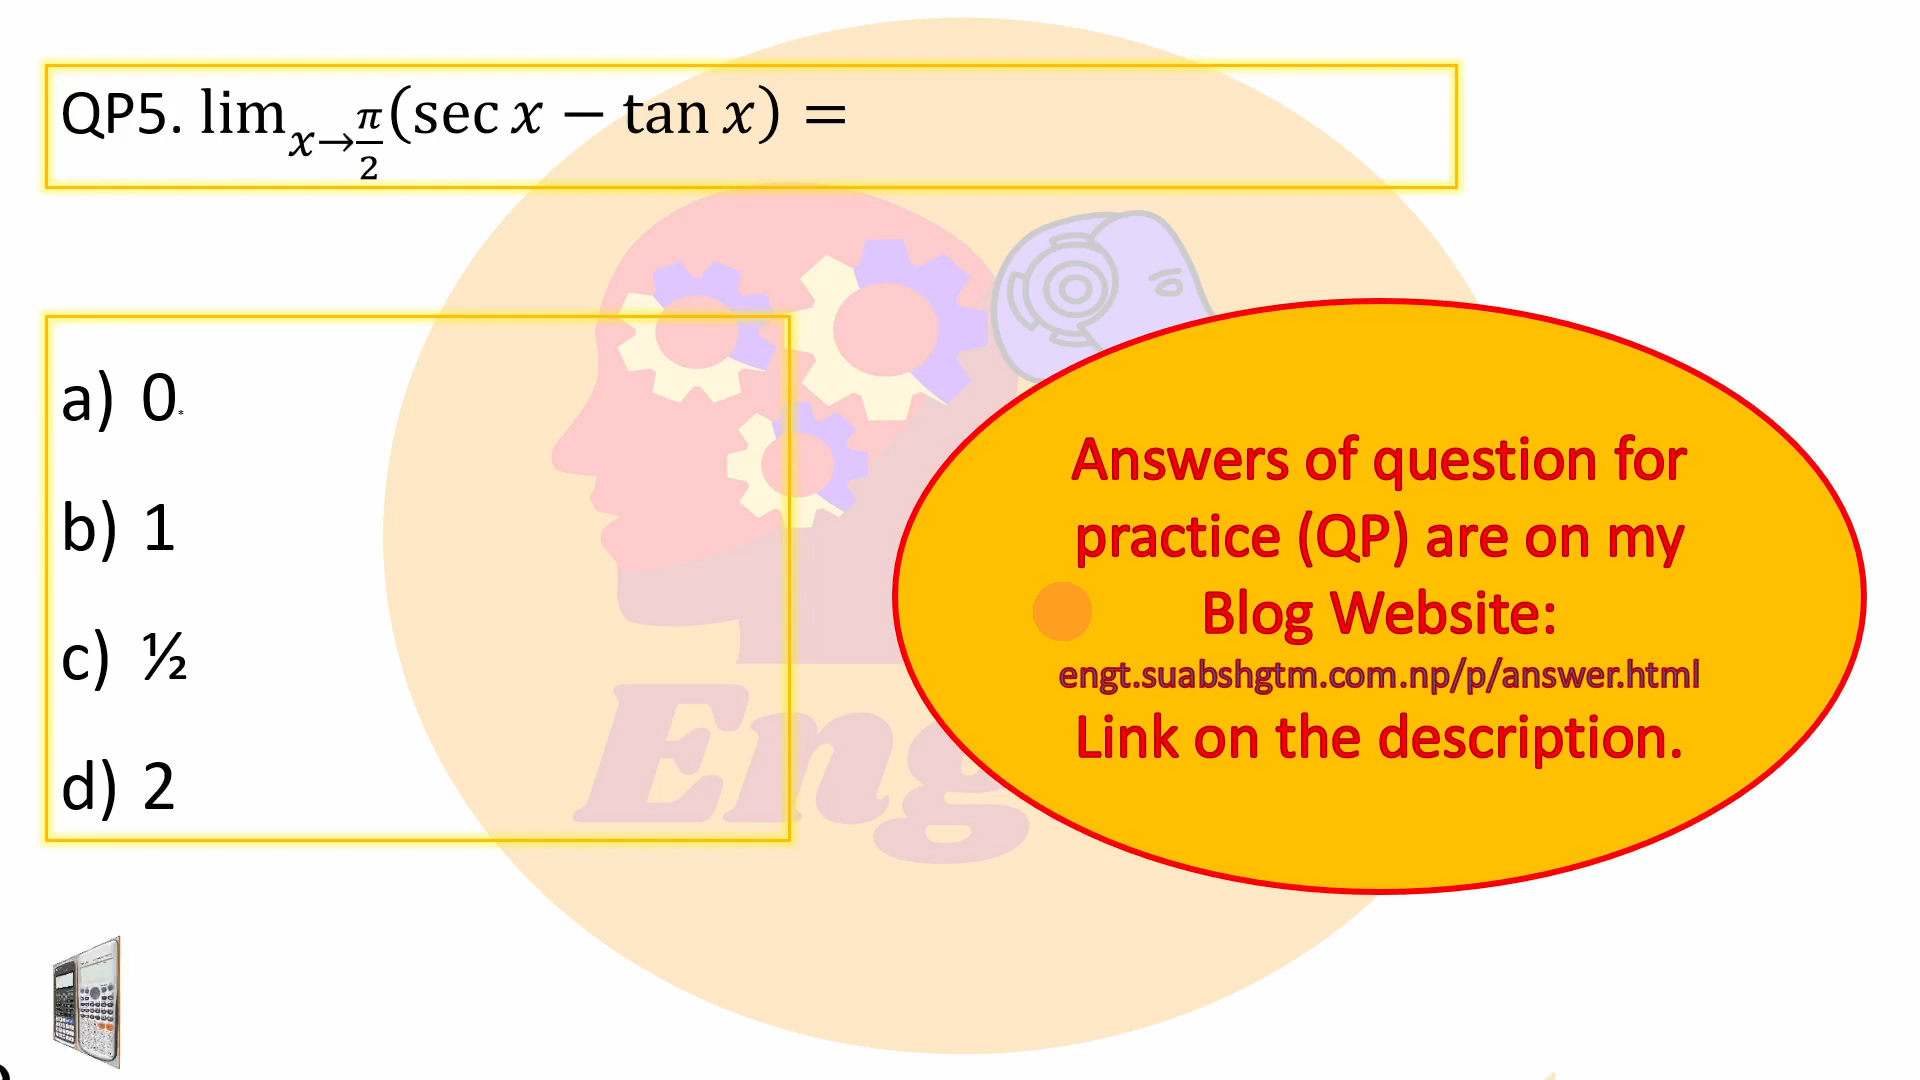 QP5. lim_{x→π/2}(sec x − tan x) =
a) 0*
b) 1
c) ½
d) 2
Answers of question for
practice (QP) are on my
Blog Website:
engt.suabshgtm.com.np/p/answer.html
Link on the description.
Eng